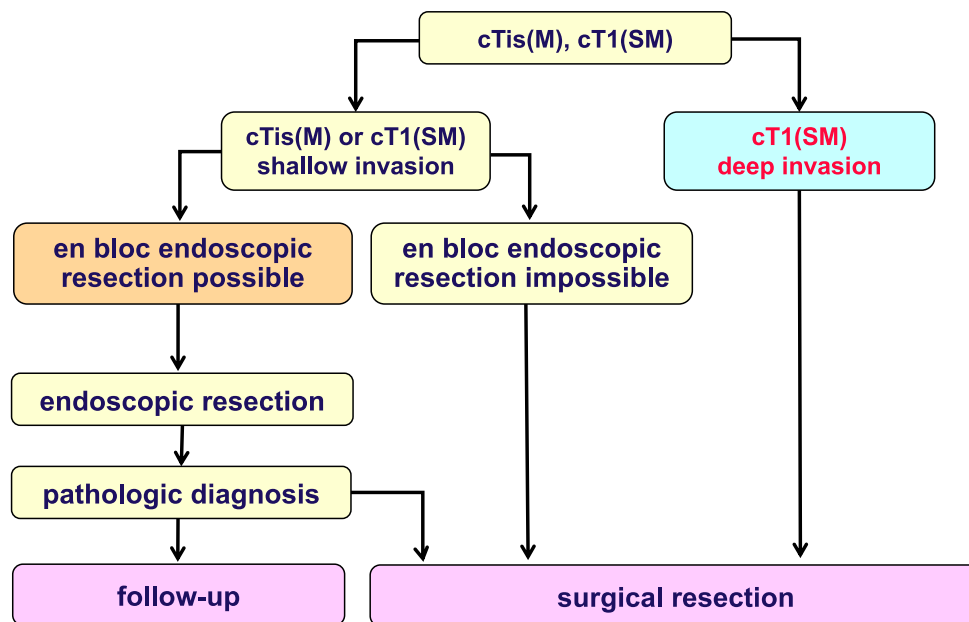 cTis(M), cT1(SM)
cTis(M) or cT1(SM)
shallow invasion
cT1(SM)
deep invasion
en bloc endoscopic
resection possible
en bloc endoscopic
resection impossible
endoscopic resection
pathologic diagnosis
follow-up
surgical resection